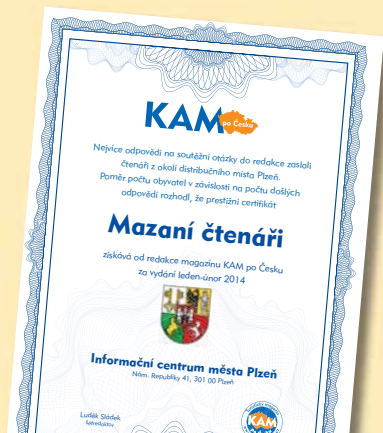 KAM po Česku
Nejvíce odpovědí na soutěžní otázky do redakce zaslali
čtenáři z okolí distribučního místa Plzeň.
Poměr počtu obyvatel v závislosti na počtu došlých
odpovědí rozhodl, že prestižní certifikát
Mazaní čtenáři
získává od redakce magazínu KAM po Česku
za vydání leden-únor 2014
Informační centrum města Plzeň
Nám. Republiky 41, 301 00 Plzeň
Luděk Sládek
šéfredaktor
KAM